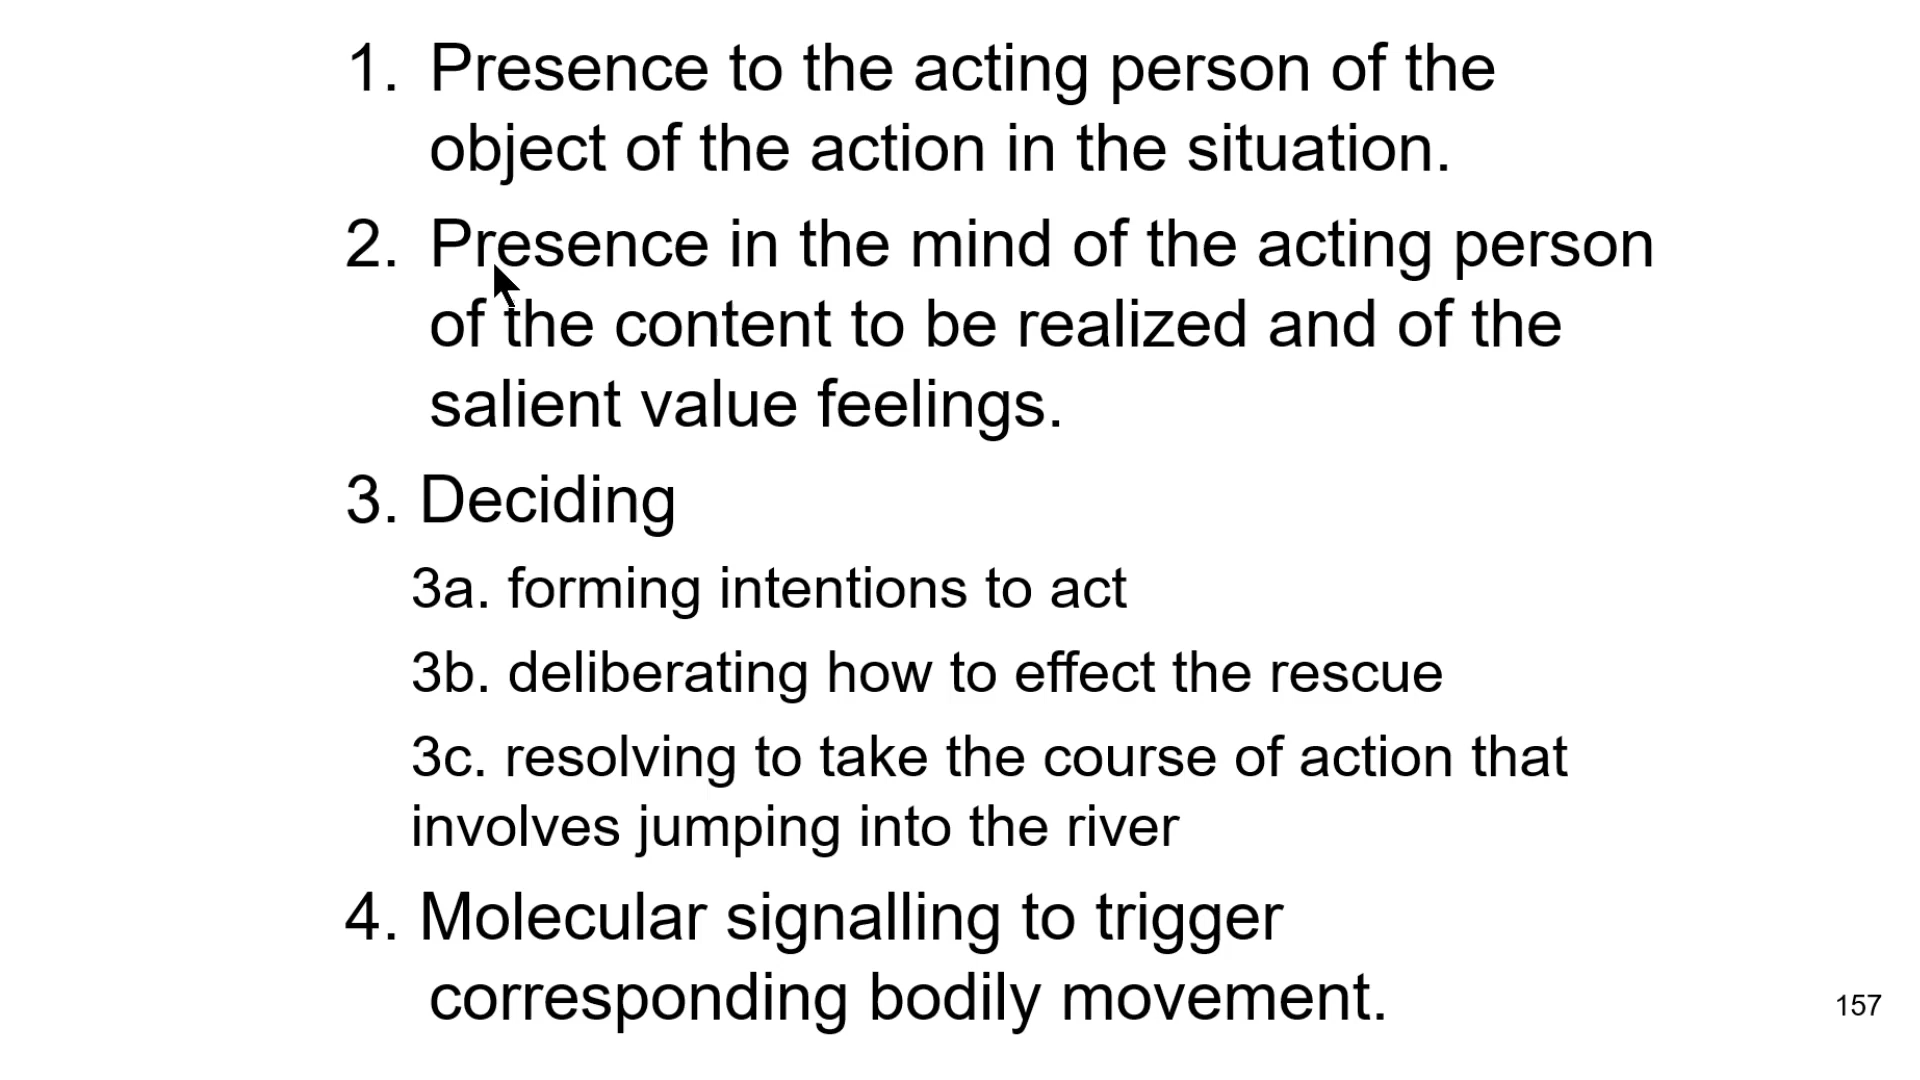 1. Presence to the acting person of the
object of the action in the situation.
2. Presence in the mind of the acting person
of the content to be realized and of the
salient value feelings.
3. Deciding
3a. forming intentions to act
3b. deliberating how to effect the rescue
3c. resolving to take the course of action that
involves jumping into the river
4. Molecular signalling to trigger
corresponding bodily movement.
157